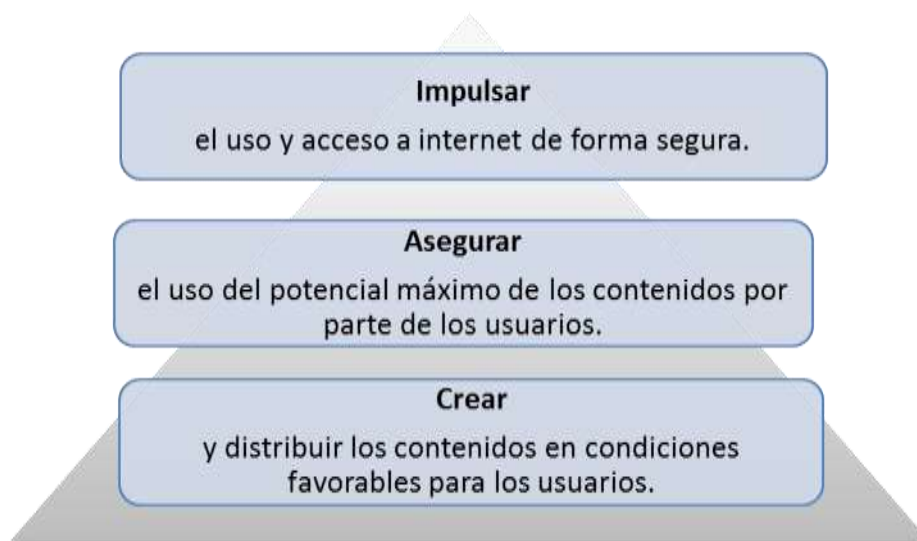 Impulsar
el uso y acceso a internet de forma segura.
Asegurar
el uso del potencial máximo de los contenidos por
parte de los usuarios.
Crear
y distribuir los contenidos en condiciones
favorables para los usuarios.